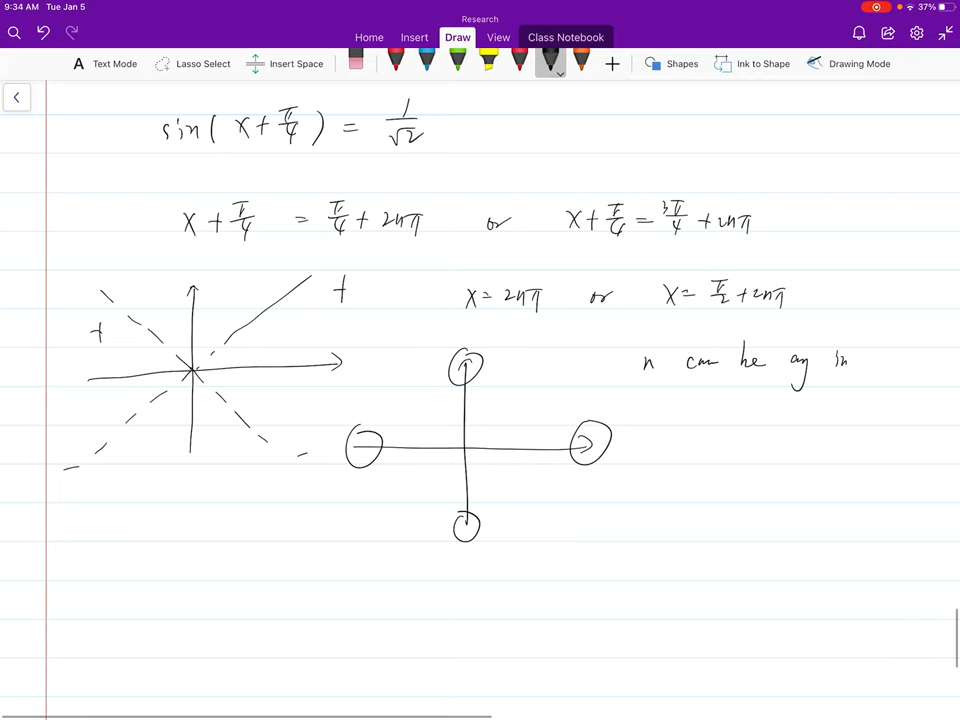 9:34 AM Tue Jan 5
37%
Research
Home Insert Draw View Class Notebook
A Text Mode Lasso Select Insert Space Shapes Ink to Shape Drawing Mode
sin( x + π/4 ) = 1/√2
x + π/4 = π/4 + 2nπ or x + π/4 = 3π/4 + 2nπ
+
+
x = 2nπ or x = π/2 + 2nπ
n can be any in